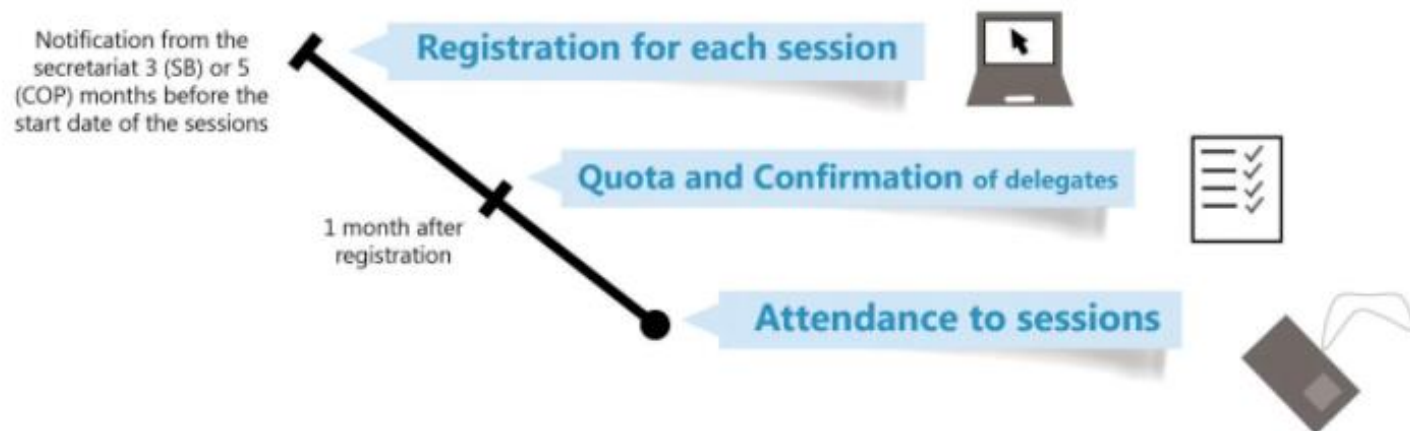 Notification from the
secretariat 3 (SB) or 5
(COP) months before the
start date of the sessions
Registration for each session
Quota and Confirmation of delegates
1 month after
registration
Attendance to sessions